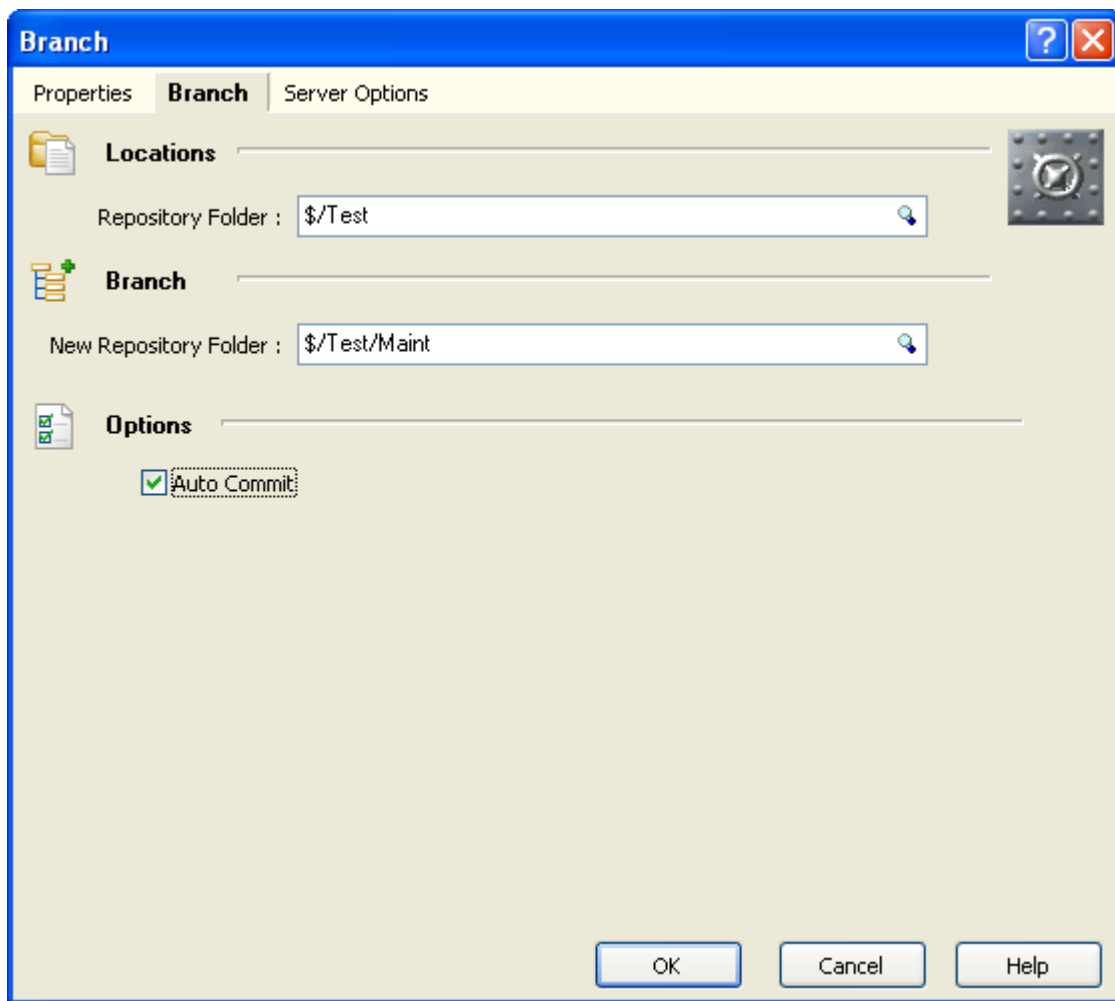 Branch
Properties Branch Server Options
Locations
Repository Folder : $/Test
Branch
New Repository Folder : $/Test/Maint
Options
Auto Commit
OK Cancel Help